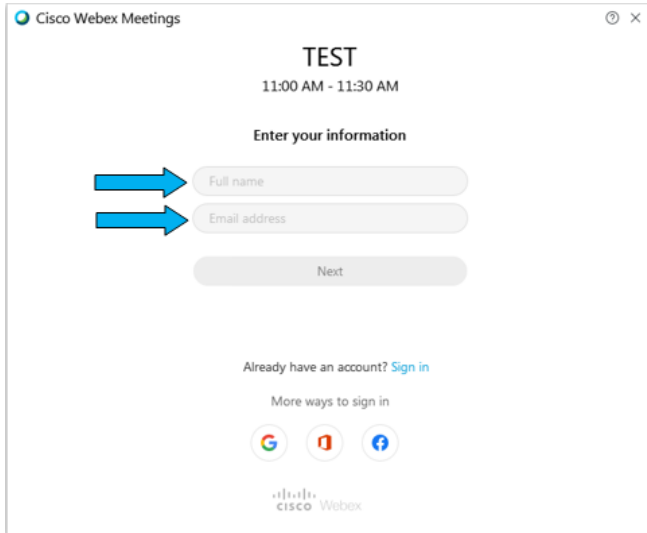 Cisco Webex Meetings
TEST
11:00 AM - 11:30 AM
Enter your information
Full name
Email address
Next
Already have an account? Sign in
More ways to sign in
cisco Webex